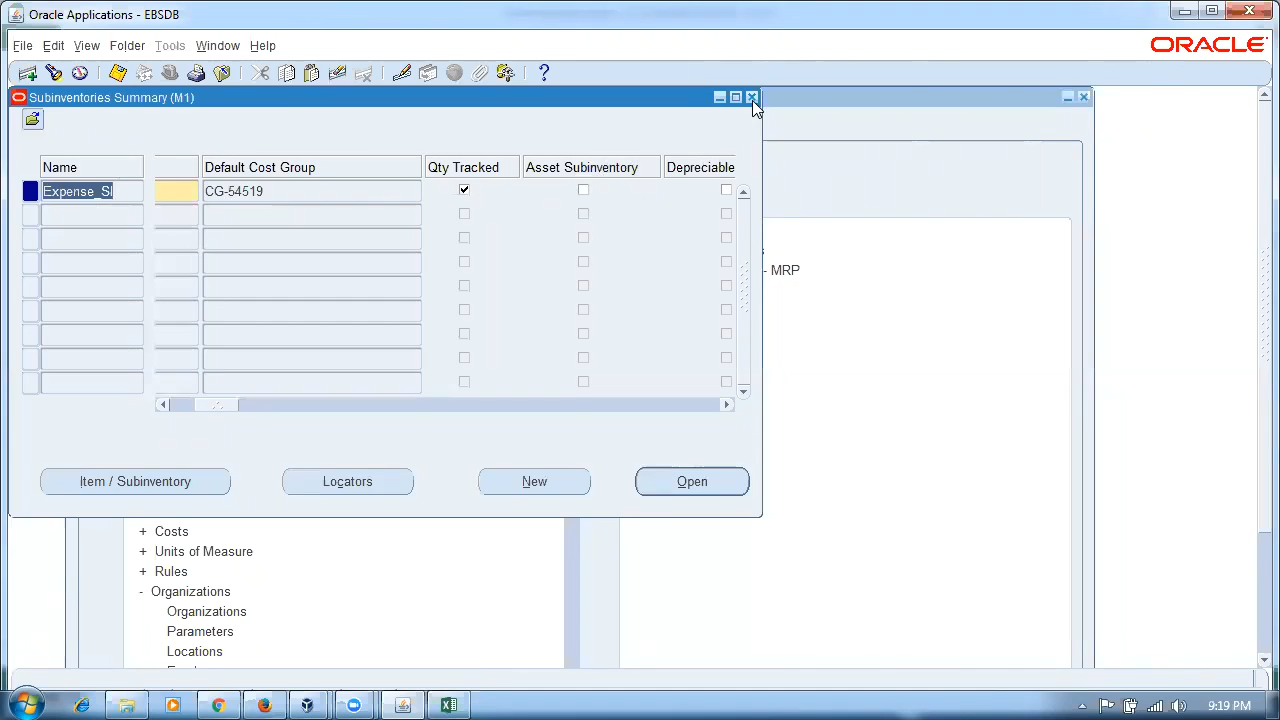 Oracle Applications - EBSDB
File Edit View Folder Tools Window Help
ORACLE
Subinventories Summary (M1)
Name Default Cost Group Qty Tracked Asset Subinventory Depreciable
Expense_SI CG-54519
- MRP
Item / Subinventory Locators New Open
+ Costs
+ Units of Measure
+ Rules
- Organizations
Organizations
Parameters
Locations
9:19 PM